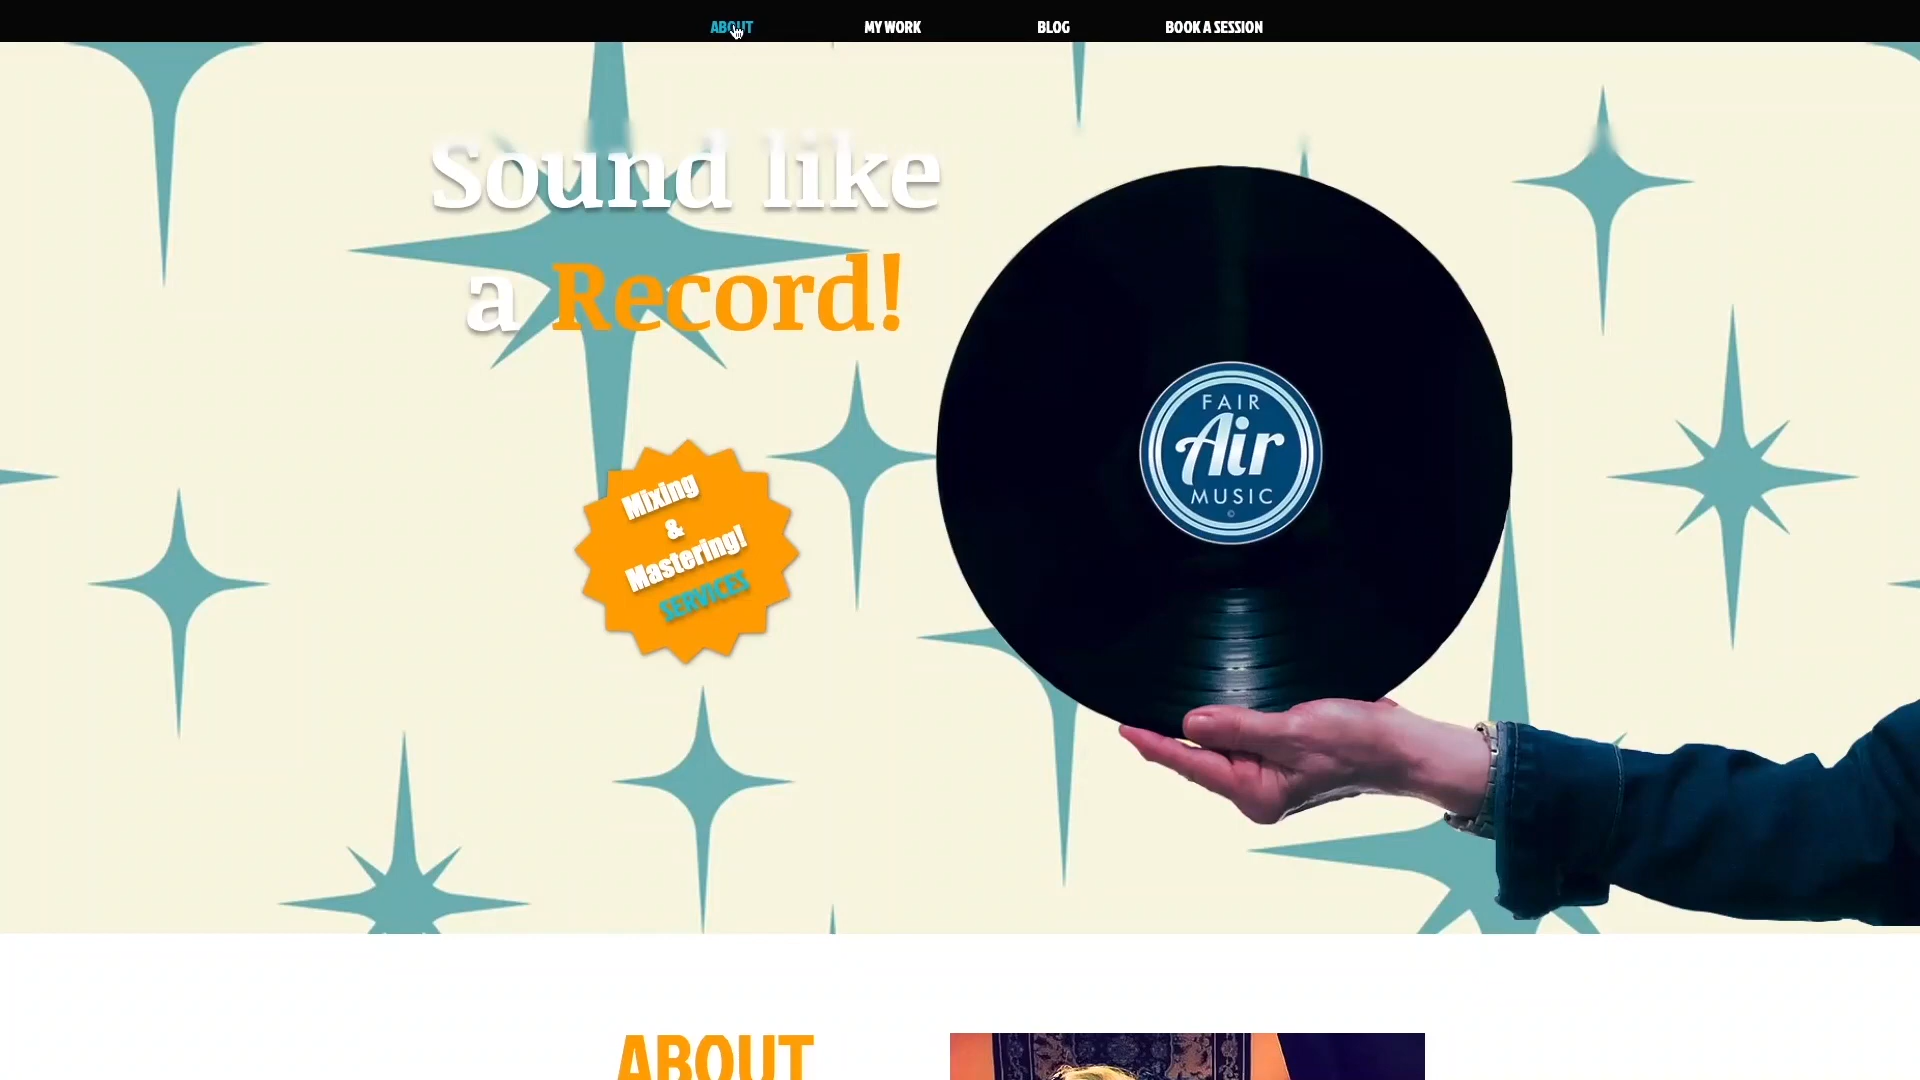 ABOUT
MY WORK
BLOG
BOOK A SESSION
Sound like
a Record!
FAIR
Air
MUSIC
©
Mixing
&
Mastering!
SERVICES
ABOUT